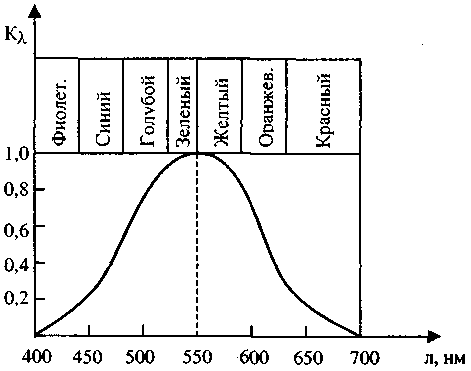 Kλ
Фиолет.
Синий
Голубой
Зеленый
Желтый
Оранжев.
Красный
1,0
0,8
0,6
0,4
0,2
400 450 500 550 600 650 700 л, нм